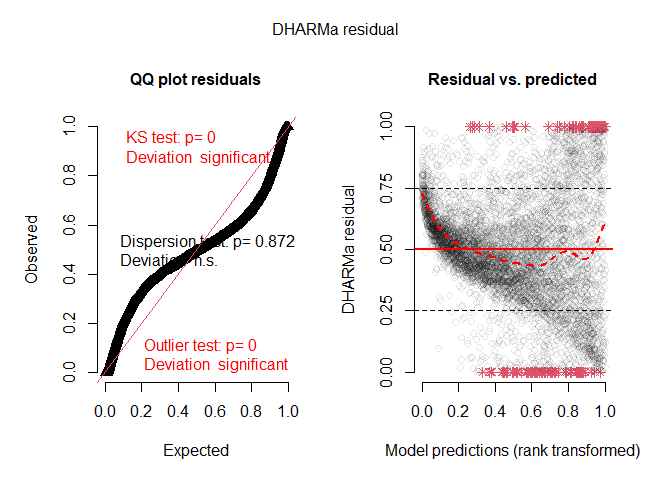 DHARMa residual
QQ plot residuals
Residual vs. predicted
KS test: p= 0
Deviation significant
Dispersion test: p= 0.872
Deviation n.s.
Outlier test: p= 0
Deviation significant
Observed
0.0 0.2 0.4 0.6 0.8 1.0
0.0 0.2 0.4 0.6 0.8 1.0
Expected
DHARMa residual
0.00 0.25 0.50 0.75 1.00
0.0 0.2 0.4 0.6 0.8 1.0
Model predictions (rank transformed)